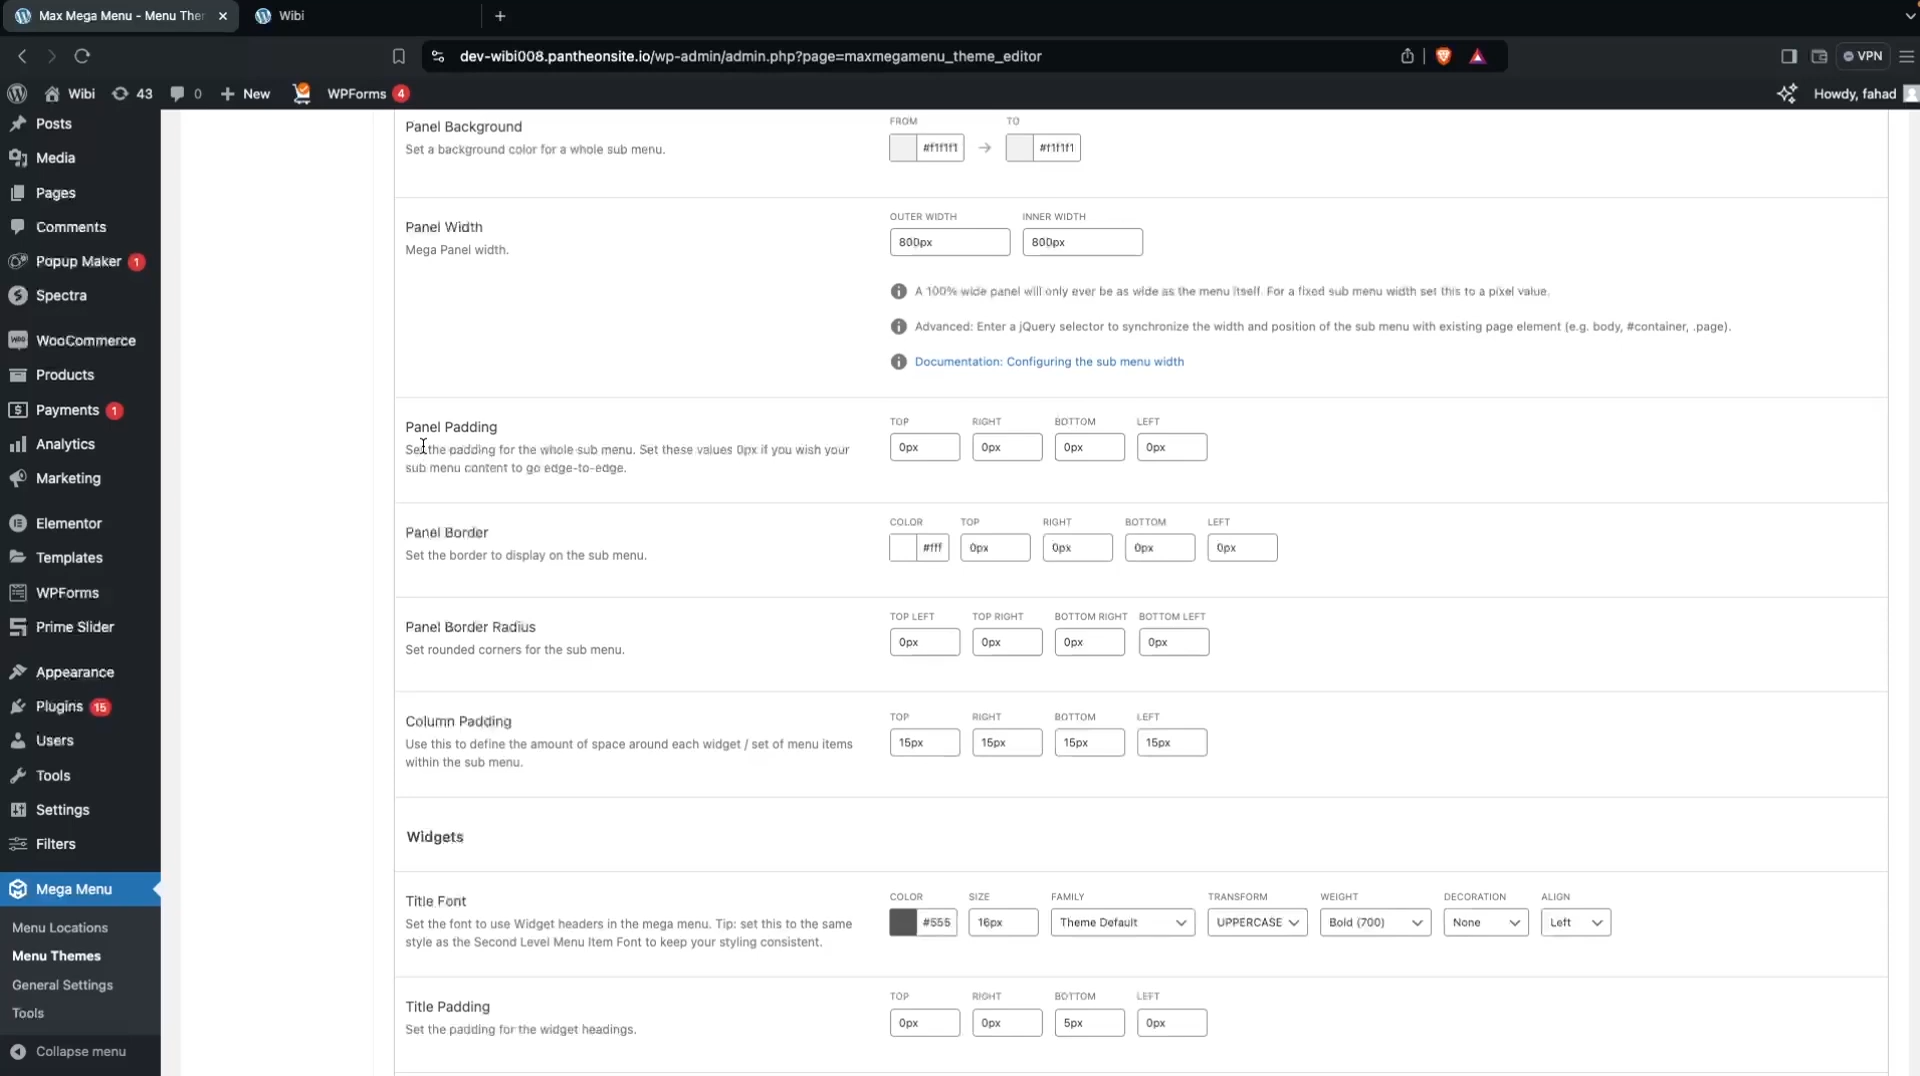 Max Mega Menu - Menu Ther
Wibi
dev-wibi008.pantheonsite.io/wp-admin/admin.php?page=maxmegamenu_theme_editor
VPN
Wibi
43
0
New
WPForms 4
Howdy, fahad
Posts
Media
Pages
Comments
Popup Maker 1
Spectra
WooCommerce
Products
Payments 1
Analytics
Marketing
Elementor
Templates
WPForms
Prime Slider
Appearance
Plugins 15
Users
Tools
Settings
Filters
Mega Menu
Menu Locations
Menu Themes
General Settings
Tools
Collapse menu
Panel Background
Set a background color for a whole sub menu.
FROM TO
#f1f1f1 → #f1f1f1
Panel Width
Mega Panel width.
OUTER WIDTH INNER WIDTH
800px 800px
A 100% wide panel will only ever be as wide as the menu itself. For a fixed sub menu width set this to a pixel value.
Advanced: Enter a jQuery selector to synchronize the width and position of the sub menu with existing page element (e.g. body, #container, .page).
Documentation: Configuring the sub menu width
Panel Padding
Set the padding for the whole sub menu. Set these values 0px if you wish your
sub menu content to go edge-to-edge.
TOP RIGHT BOTTOM LEFT
0px 0px 0px 0px
Panel Border
Set the border to display on the sub menu.
COLOR TOP RIGHT BOTTOM LEFT
#fff 0px 0px 0px 0px
Panel Border Radius
Set rounded corners for the sub menu.
TOP LEFT TOP RIGHT BOTTOM RIGHT BOTTOM LEFT
0px 0px 0px 0px
Column Padding
Use this to define the amount of space around each widget / set of menu items
within the sub menu.
TOP RIGHT BOTTOM LEFT
15px 15px 15px 15px
Widgets
Title Font
Set the font to use Widget headers in the mega menu. Tip: set this to the same
style as the Second Level Menu Item Font to keep your styling consistent.
COLOR SIZE FAMILY TRANSFORM WEIGHT DECORATION ALIGN
#555 16px Theme Default UPPERCASE Bold (700) None Left
Title Padding
Set the padding for the widget headings.
TOP RIGHT BOTTOM LEFT
0px 0px 5px 0px